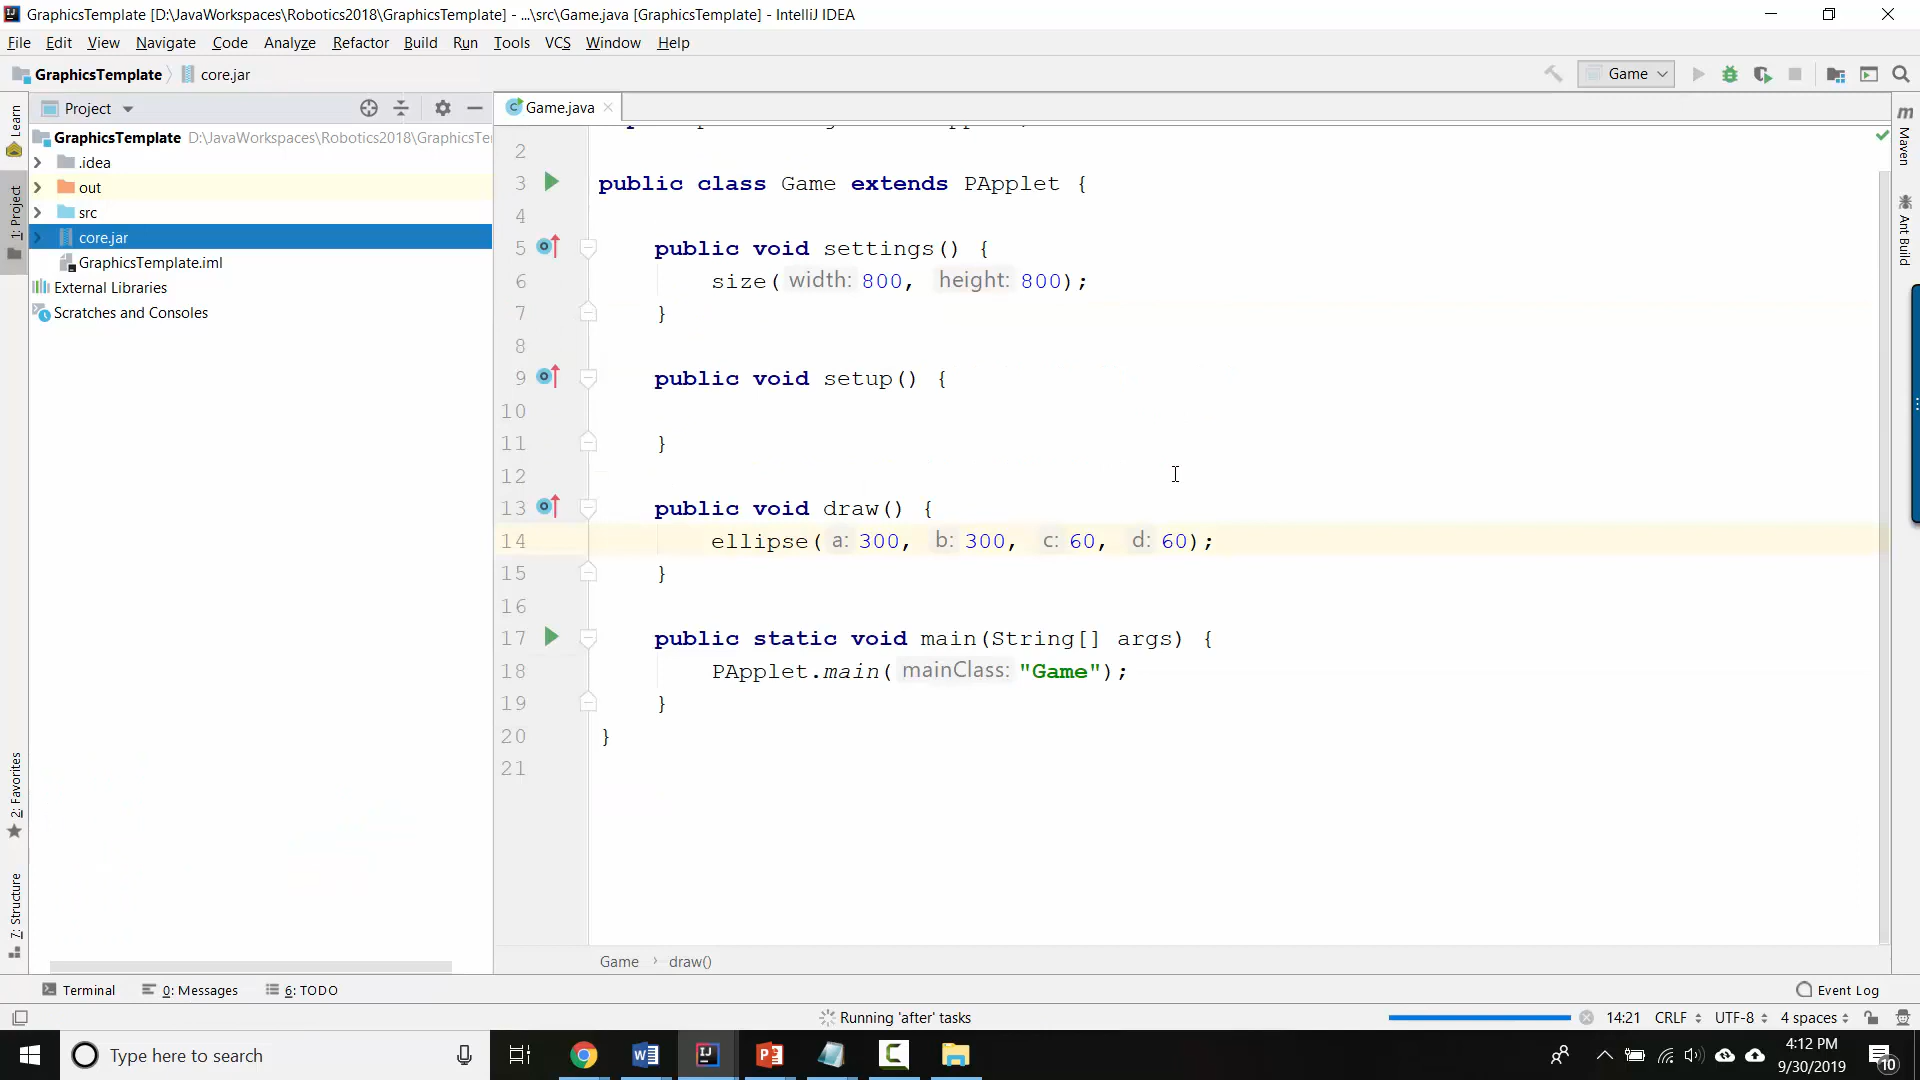 GraphicsTemplate [D:\JavaWorkspaces\Robotics2018\GraphicsTemplate] - ...\src\Game.java [GraphicsTemplate] - IntelliJ IDEA
File Edit View Navigate Code Analyze Refactor Build Run Tools VCS Window Help
GraphicsTemplate core.jar
Game
Project
Game.java
Learn
1: Project
2: Favorites
7: Structure
GraphicsTemplate D:\JavaWorkspaces\Robotics2018\GraphicsTe
.idea
out
src
core.jar
GraphicsTemplate.iml
External Libraries
Scratches and Consoles
2
3 public class Game extends PApplet {
4
5 public void settings() {
6 size( width: 800, height: 800);
7 }
8
9 public void setup() {
10
11 }
12
13 public void draw() {
14 ellipse( a: 300, b: 300, c: 60, d: 60);
15 }
16
17 public static void main(String[] args) {
18 PApplet.main( mainClass: "Game");
19 }
20 }
21
m
Maven
Ant Build
Game › draw()
Terminal 0: Messages 6: TODO Event Log
Running 'after' tasks 14:21 CRLF UTF-8 4 spaces
Type here to search
4:12 PM
9/30/2019
10